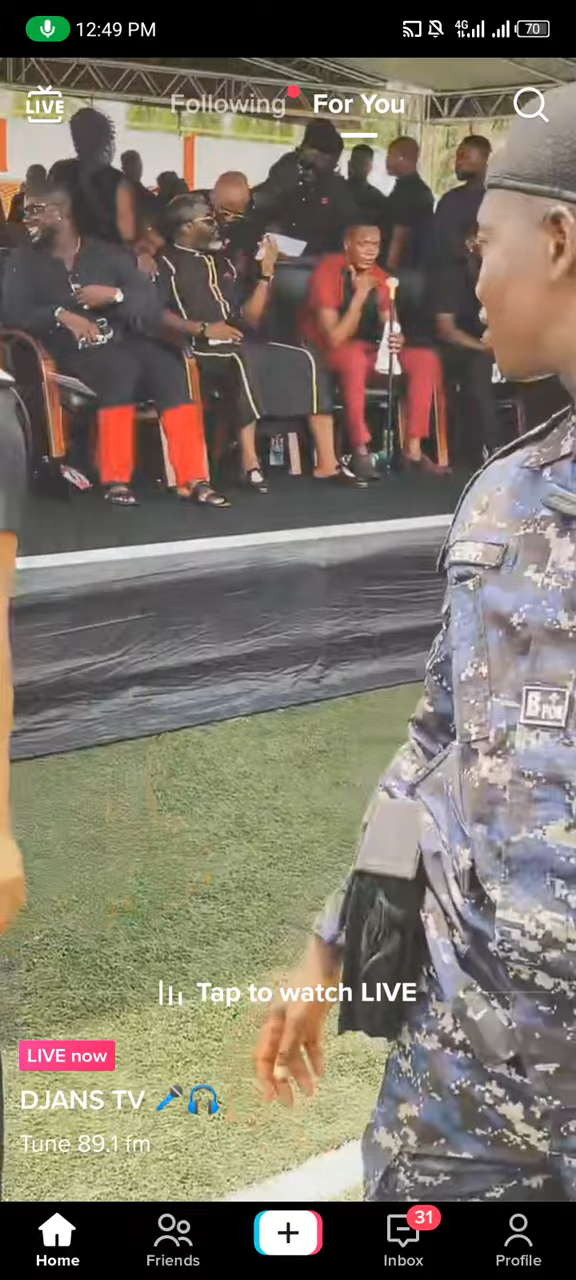 12:49 PM
4G
70
LIVE
Following
For You
Tap to watch LIVE
LIVE now
DJANS TV 🎤🎧
Tune 89.1 fm
31
Home
Friends
Inbox
Profile